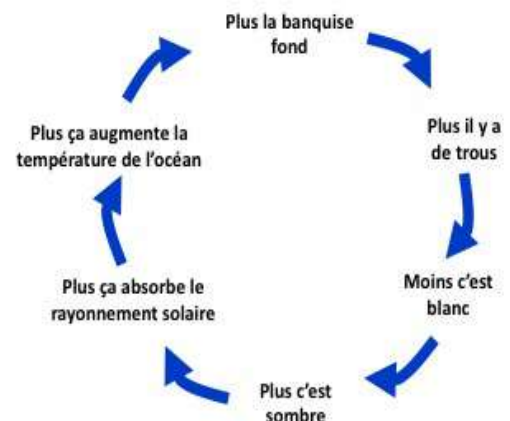 Plus la banquise
fond
Plus il y a
de trous
Moins c'est
blanc
Plus c'est
sombre
Plus ça absorbe le
rayonnement solaire
Plus ça augmente la
température de l'océan